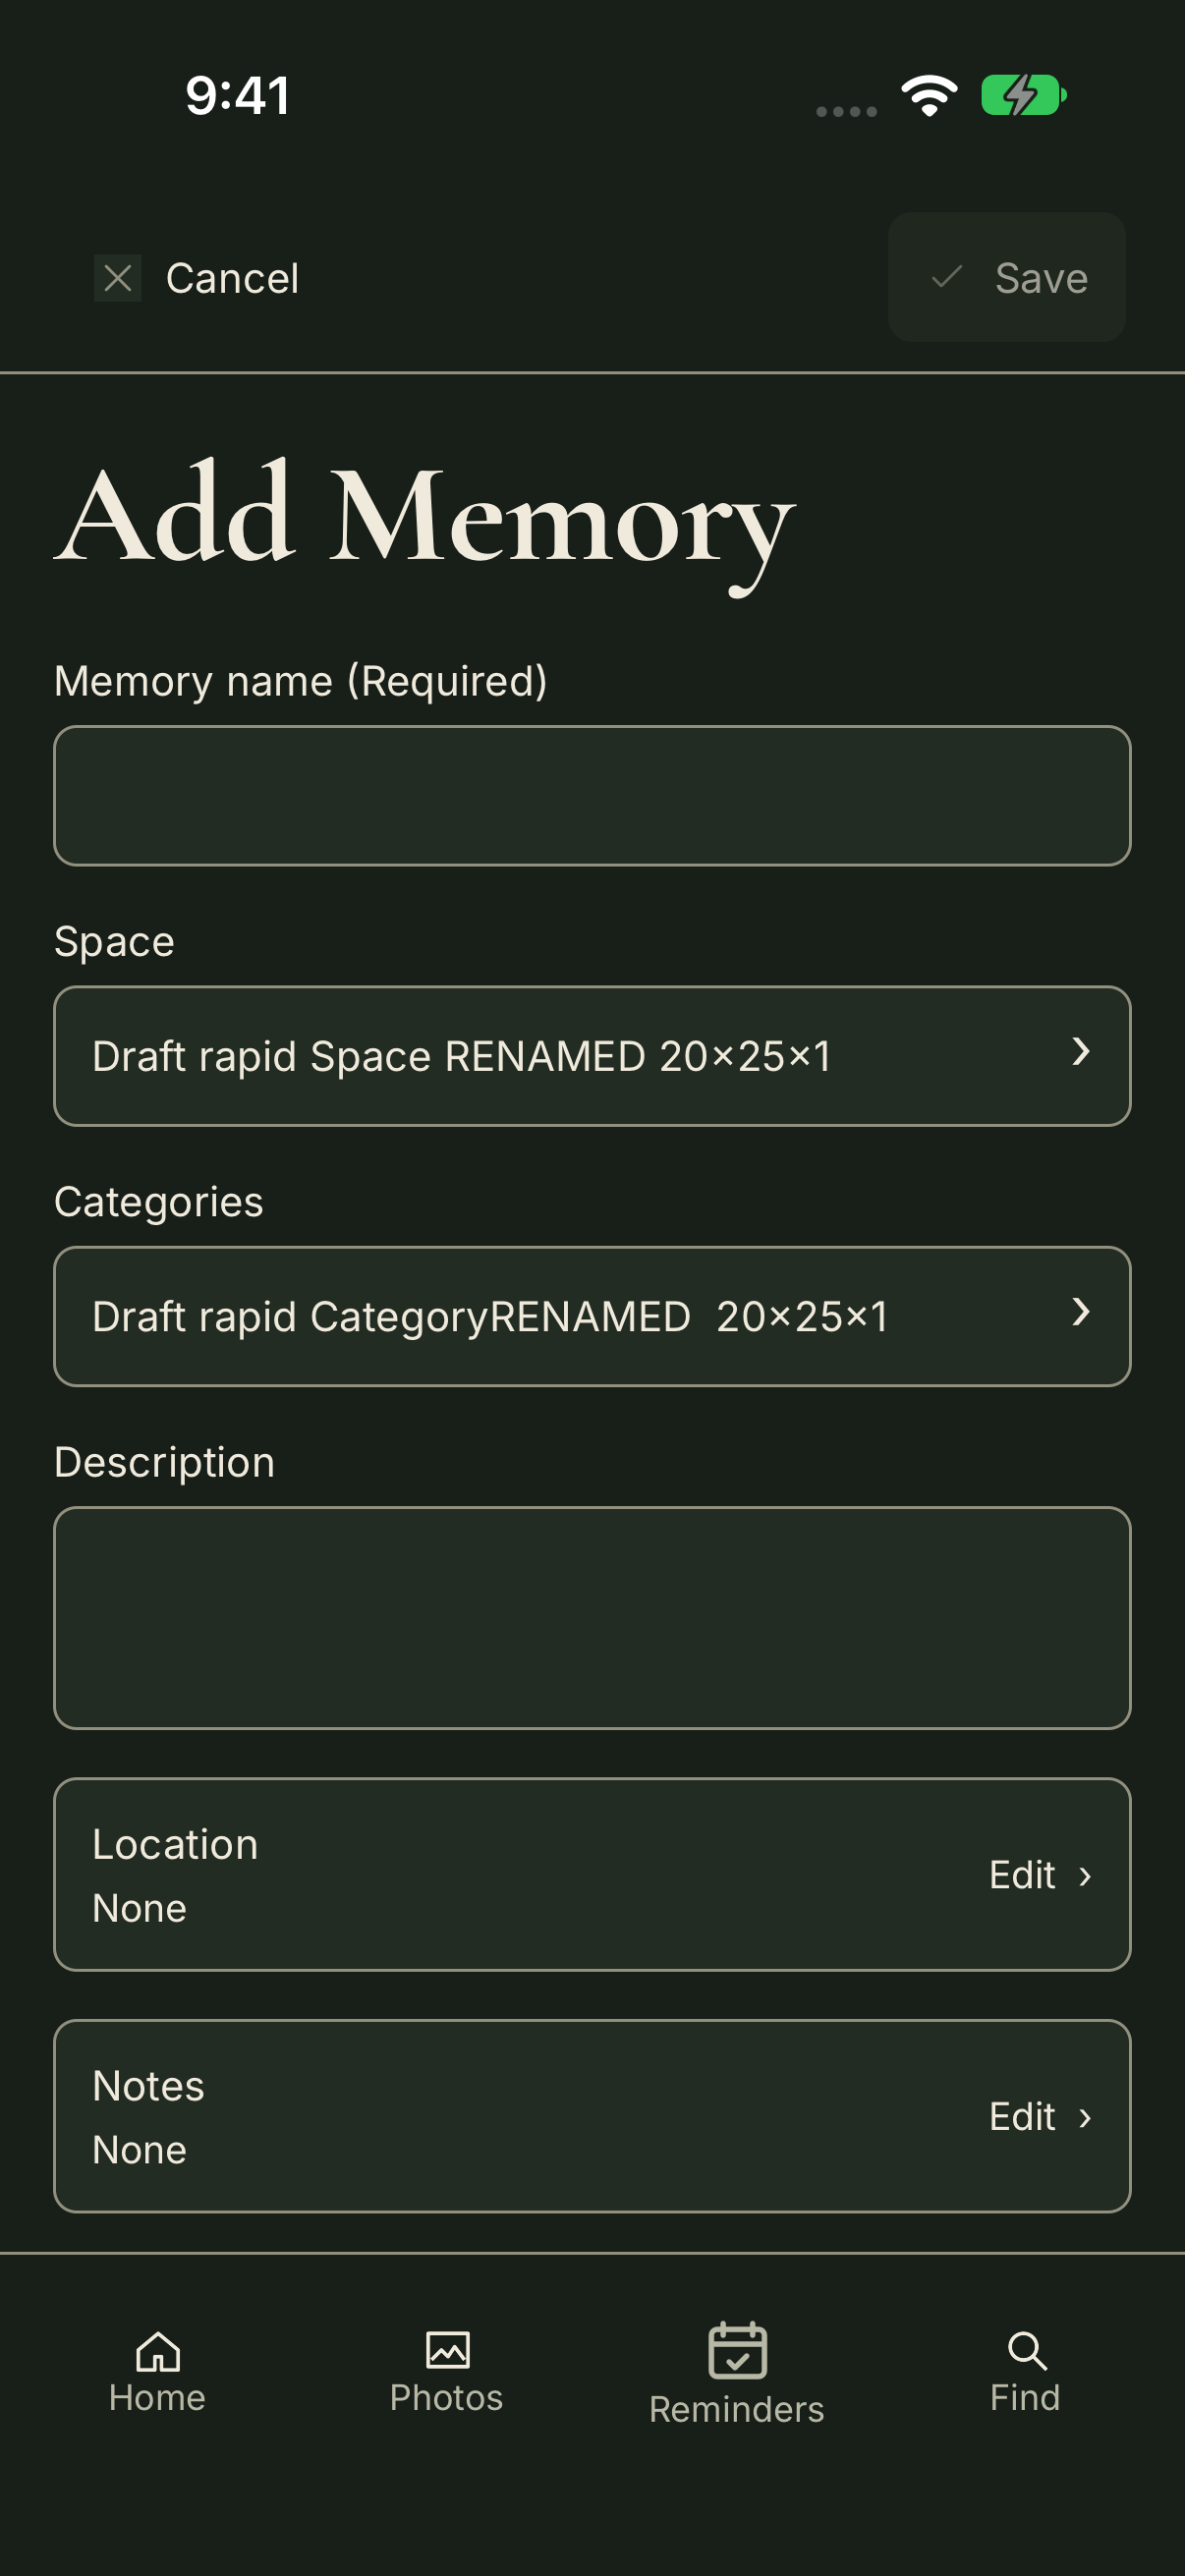 9:41
Cancel
Save
Add Memory
Memory name (Required)
Space
Draft rapid Space RENAMED 20×25×1
Categories
Draft rapid CategoryRENAMED  20×25×1
Description
Location
None
Edit
Notes
None
Edit
Home
Photos
Reminders
Find